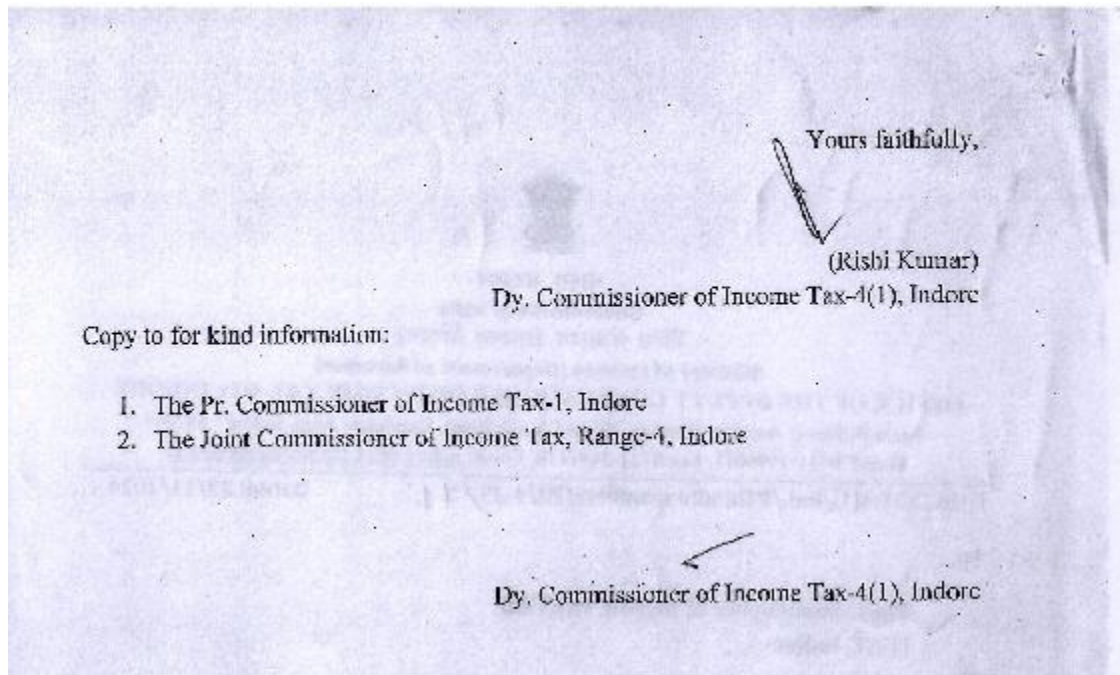 Yours faithfully,
(Rishi Kumar)
Dy. Commissioner of Income Tax-4(1), Indore
Copy to for kind information:
1. The Pr. Commissioner of Income Tax-1, Indore
2. The Joint Commissioner of Income Tax, Range-4, Indore
Dy. Commissioner of Income Tax-4(1), Indore